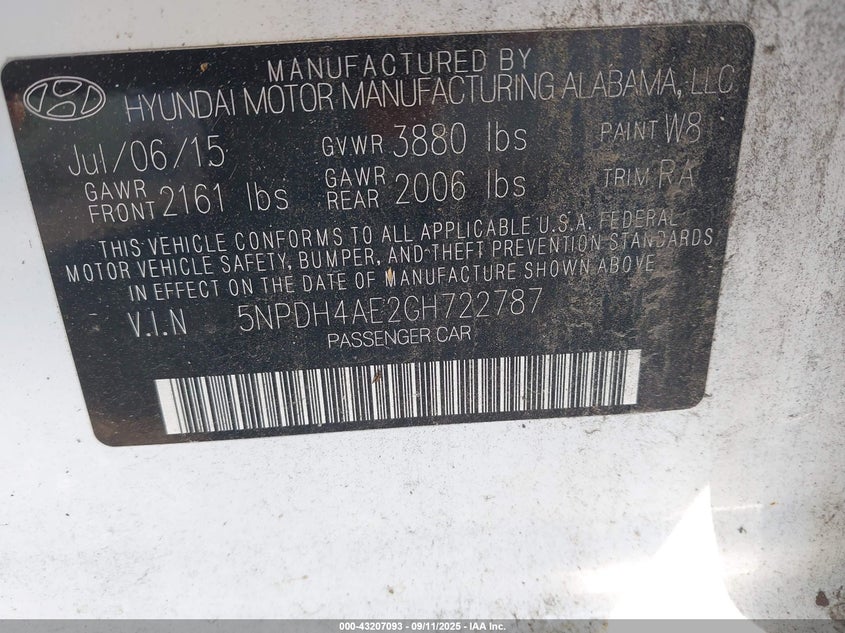 MANUFACTURED BY
HYUNDAI MOTOR MANUFACTURING ALABAMA, LLC
Jul/06/15 GVWR 3880 lbs PAINT W8
GAWR FRONT 2161 lbs GAWR REAR 2006 lbs TRIM RA
THIS VEHICLE CONFORMS TO ALL APPLICABLE U.S.A. FEDERAL
MOTOR VEHICLE SAFETY, BUMPER, AND THEFT PREVENTION STANDARDS
IN EFFECT ON THE DATE OF MANUFACTURE SHOWN ABOVE
V.I.N 5NPDH4AE2GH722787
PASSENGER CAR
000-43207093 - 09/11/2025 - IAA Inc.